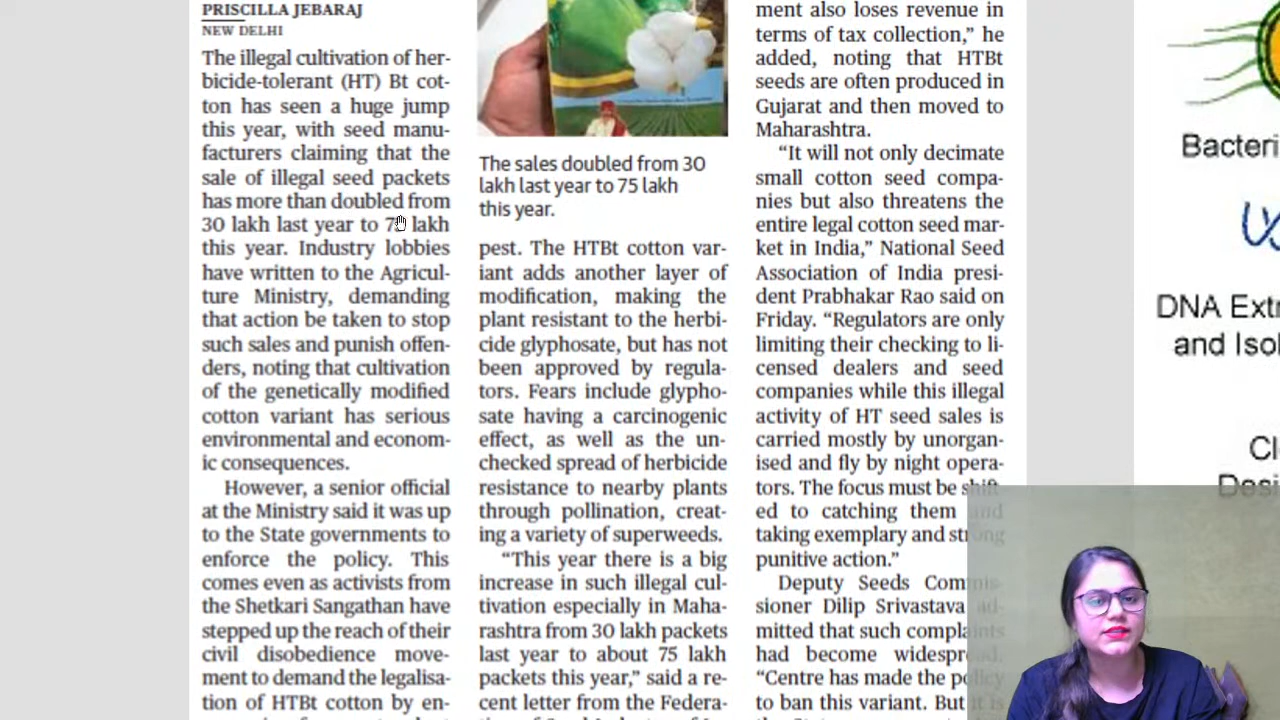 PRISCILLA JEBARAJ
NEW DELHI
The illegal cultivation of her-
bicide-tolerant (HT) Bt cot-
ton has seen a huge jump
this year, with seed manu-
facturers claiming that the
sale of illegal seed packets
has more than doubled from
30 lakh last year to 75 lakh
this year. Industry lobbies
have written to the Agricul-
ture Ministry, demanding
that action be taken to stop
such sales and punish offen-
ders, noting that cultivation
of the genetically modified
cotton variant has serious
environmental and econom-
ic consequences.
However, a senior official
at the Ministry said it was up
to the State governments to
enforce the policy. This
comes even as activists from
the Shetkari Sangathan have
stepped up the reach of their
civil disobedience move-
ment to demand the legalisa-
tion of HTBt cotton by en-
The sales doubled from 30
lakh last year to 75 lakh
this year.
pest. The HTBt cotton var-
iant adds another layer of
modification, making the
plant resistant to the herbi-
cide glyphosate, but has not
been approved by regula-
tors. Fears include glypho-
sate having a carcinogenic
effect, as well as the un-
checked spread of herbicide
resistance to nearby plants
through pollination, creat-
ing a variety of superweeds.
"This year there is a big
increase in such illegal cul-
tivation especially in Maha-
rashtra from 30 lakh packets
last year to about 75 lakh
packets this year," said a re-
cent letter from the Federa-
ment also loses revenue in
terms of tax collection," he
added, noting that HTBt
seeds are often produced in
Gujarat and then moved to
Maharashtra.
"It will not only decimate
small cotton seed compa-
nies but also threatens the
entire legal cotton seed mar-
ket in India," National Seed
Association of India presi-
dent Prabhakar Rao said on
Friday. "Regulators are only
limiting their checking to li-
censed dealers and seed
companies while this illegal
activity of HT seed sales is
carried mostly by unorgan-
ised and fly by night opera-
tors. The focus must be shift-
ed to catching them and
taking exemplary and strong
punitive action."
Deputy Seeds Commis-
sioner Dilip Srivastava ad-
mitted that such complaints
had become widespread.
"Centre has made the policy
to ban this variant. But it is
Bacteri
DNA Extr
and Isol
Cl
Desi